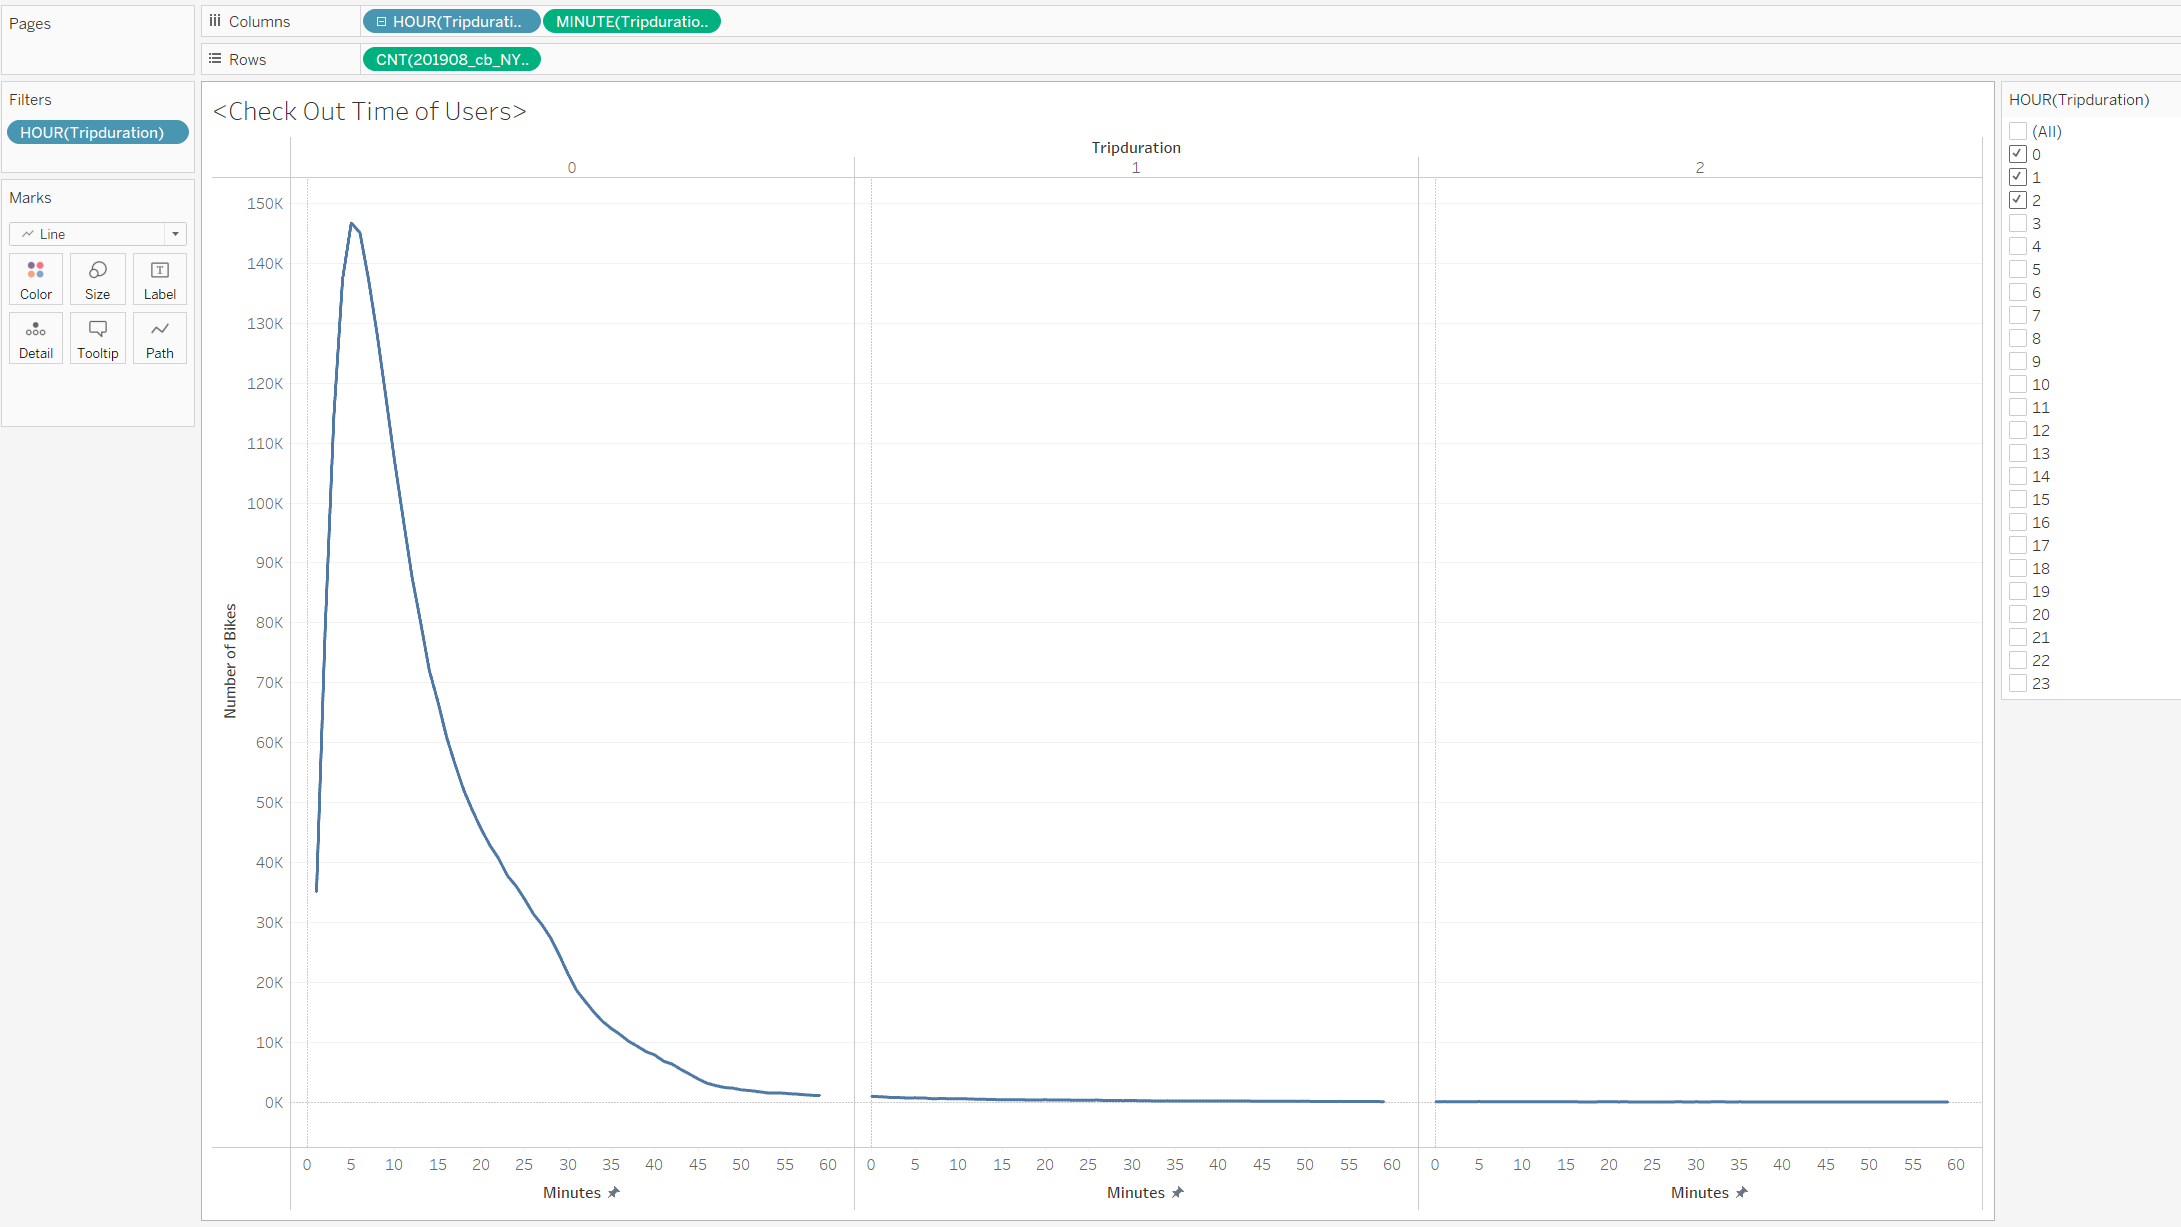 Pages
Columns
HOUR(Tripdurati..
MINUTE(Tripduratio..
Rows
CNT(201908_cb_NY..
Filters
HOUR(Tripduration)
Marks
Line
Color
Size
Label
Detail
Tooltip
Path
<Check Out Time of Users>
Tripduration
0
1
2
Number of Bikes
150K
140K
130K
120K
110K
100K
90K
80K
70K
60K
50K
40K
30K
20K
10K
0K
0 5 10 15 20 25 30 35 40 45 50 55 60
0 5 10 15 20 25 30 35 40 45 50 55 60
0 5 10 15 20 25 30 35 40 45 50 55 60
Minutes
Minutes
Minutes
HOUR(Tripduration)
(All)
0
1
2
3
4
5
6
7
8
9
10
11
12
13
14
15
16
17
18
19
20
21
22
23